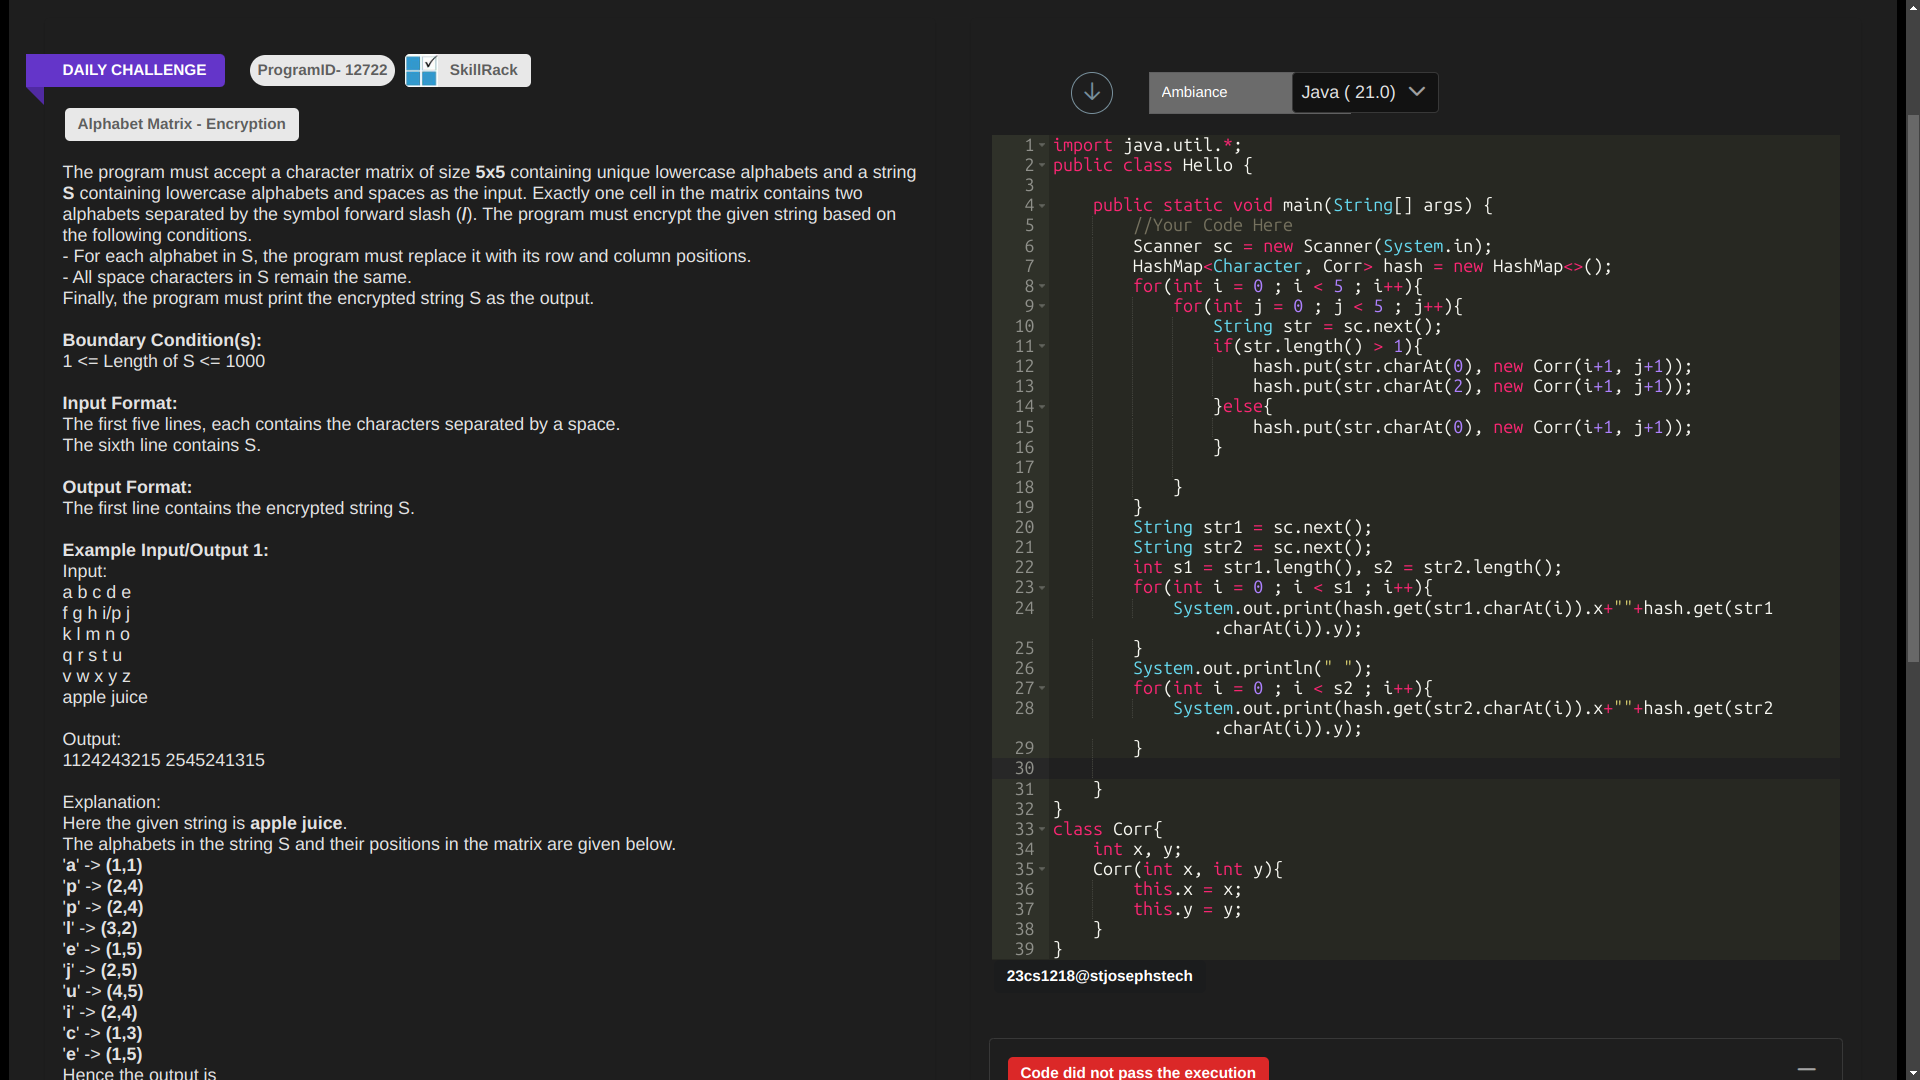 DAILY CHALLENGE
ProgramID- 12722
SkillRack
Alphabet Matrix - Encryption
The program must accept a character matrix of size 5x5 containing unique lowercase alphabets and a string
S containing lowercase alphabets and spaces as the input. Exactly one cell in the matrix contains two
alphabets separated by the symbol forward slash (/). The program must encrypt the given string based on
the following conditions.
- For each alphabet in S, the program must replace it with its row and column positions.
- All space characters in S remain the same.
Finally, the program must print the encrypted string S as the output.
Boundary Condition(s):
1 <= Length of S <= 1000
Input Format:
The first five lines, each contains the characters separated by a space.
The sixth line contains S.
Output Format:
The first line contains the encrypted string S.
Example Input/Output 1:
Input:
a b c d e
f g h i/p j
k l m n o
q r s t u
v w x y z
apple juice
Output:
1124243215 2545241315
Explanation:
Here the given string is apple juice.
The alphabets in the string S and their positions in the matrix are given below.
'a' -> (1,1)
'p' -> (2,4)
'p' -> (2,4)
'l' -> (3,2)
'e' -> (1,5)
'j' -> (2,5)
'u' -> (4,5)
'i' -> (2,4)
'c' -> (1,3)
'e' -> (1,5)
Hence the output is
Ambiance
Java ( 21.0)
1 import java.util.*;
2 public class Hello {
3
4     public static void main(String[] args) {
5         //Your Code Here
6         Scanner sc = new Scanner(System.in);
7         HashMap<Character, Corr> hash = new HashMap<>();
8         for(int i = 0 ; i < 5 ; i++){
9             for(int j = 0 ; j < 5 ; j++){
10                 String str = sc.next();
11                 if(str.length() > 1){
12                     hash.put(str.charAt(0), new Corr(i+1, j+1));
13                     hash.put(str.charAt(2), new Corr(i+1, j+1));
14                 }else{
15                     hash.put(str.charAt(0), new Corr(i+1, j+1));
16                 }
17
18             }
19         }
20         String str1 = sc.next();
21         String str2 = sc.next();
22         int s1 = str1.length(), s2 = str2.length();
23         for(int i = 0 ; i < s1 ; i++){
24             System.out.print(hash.get(str1.charAt(i)).x+""+hash.get(str1
.charAt(i)).y);
25         }
26         System.out.println(" ");
27         for(int i = 0 ; i < s2 ; i++){
28             System.out.print(hash.get(str2.charAt(i)).x+""+hash.get(str2
.charAt(i)).y);
29         }
30
31     }
32 }
33 class Corr{
34     int x, y;
35     Corr(int x, int y){
36         this.x = x;
37         this.y = y;
38     }
39 }
23cs1218@stjosephstech
Code did not pass the execution